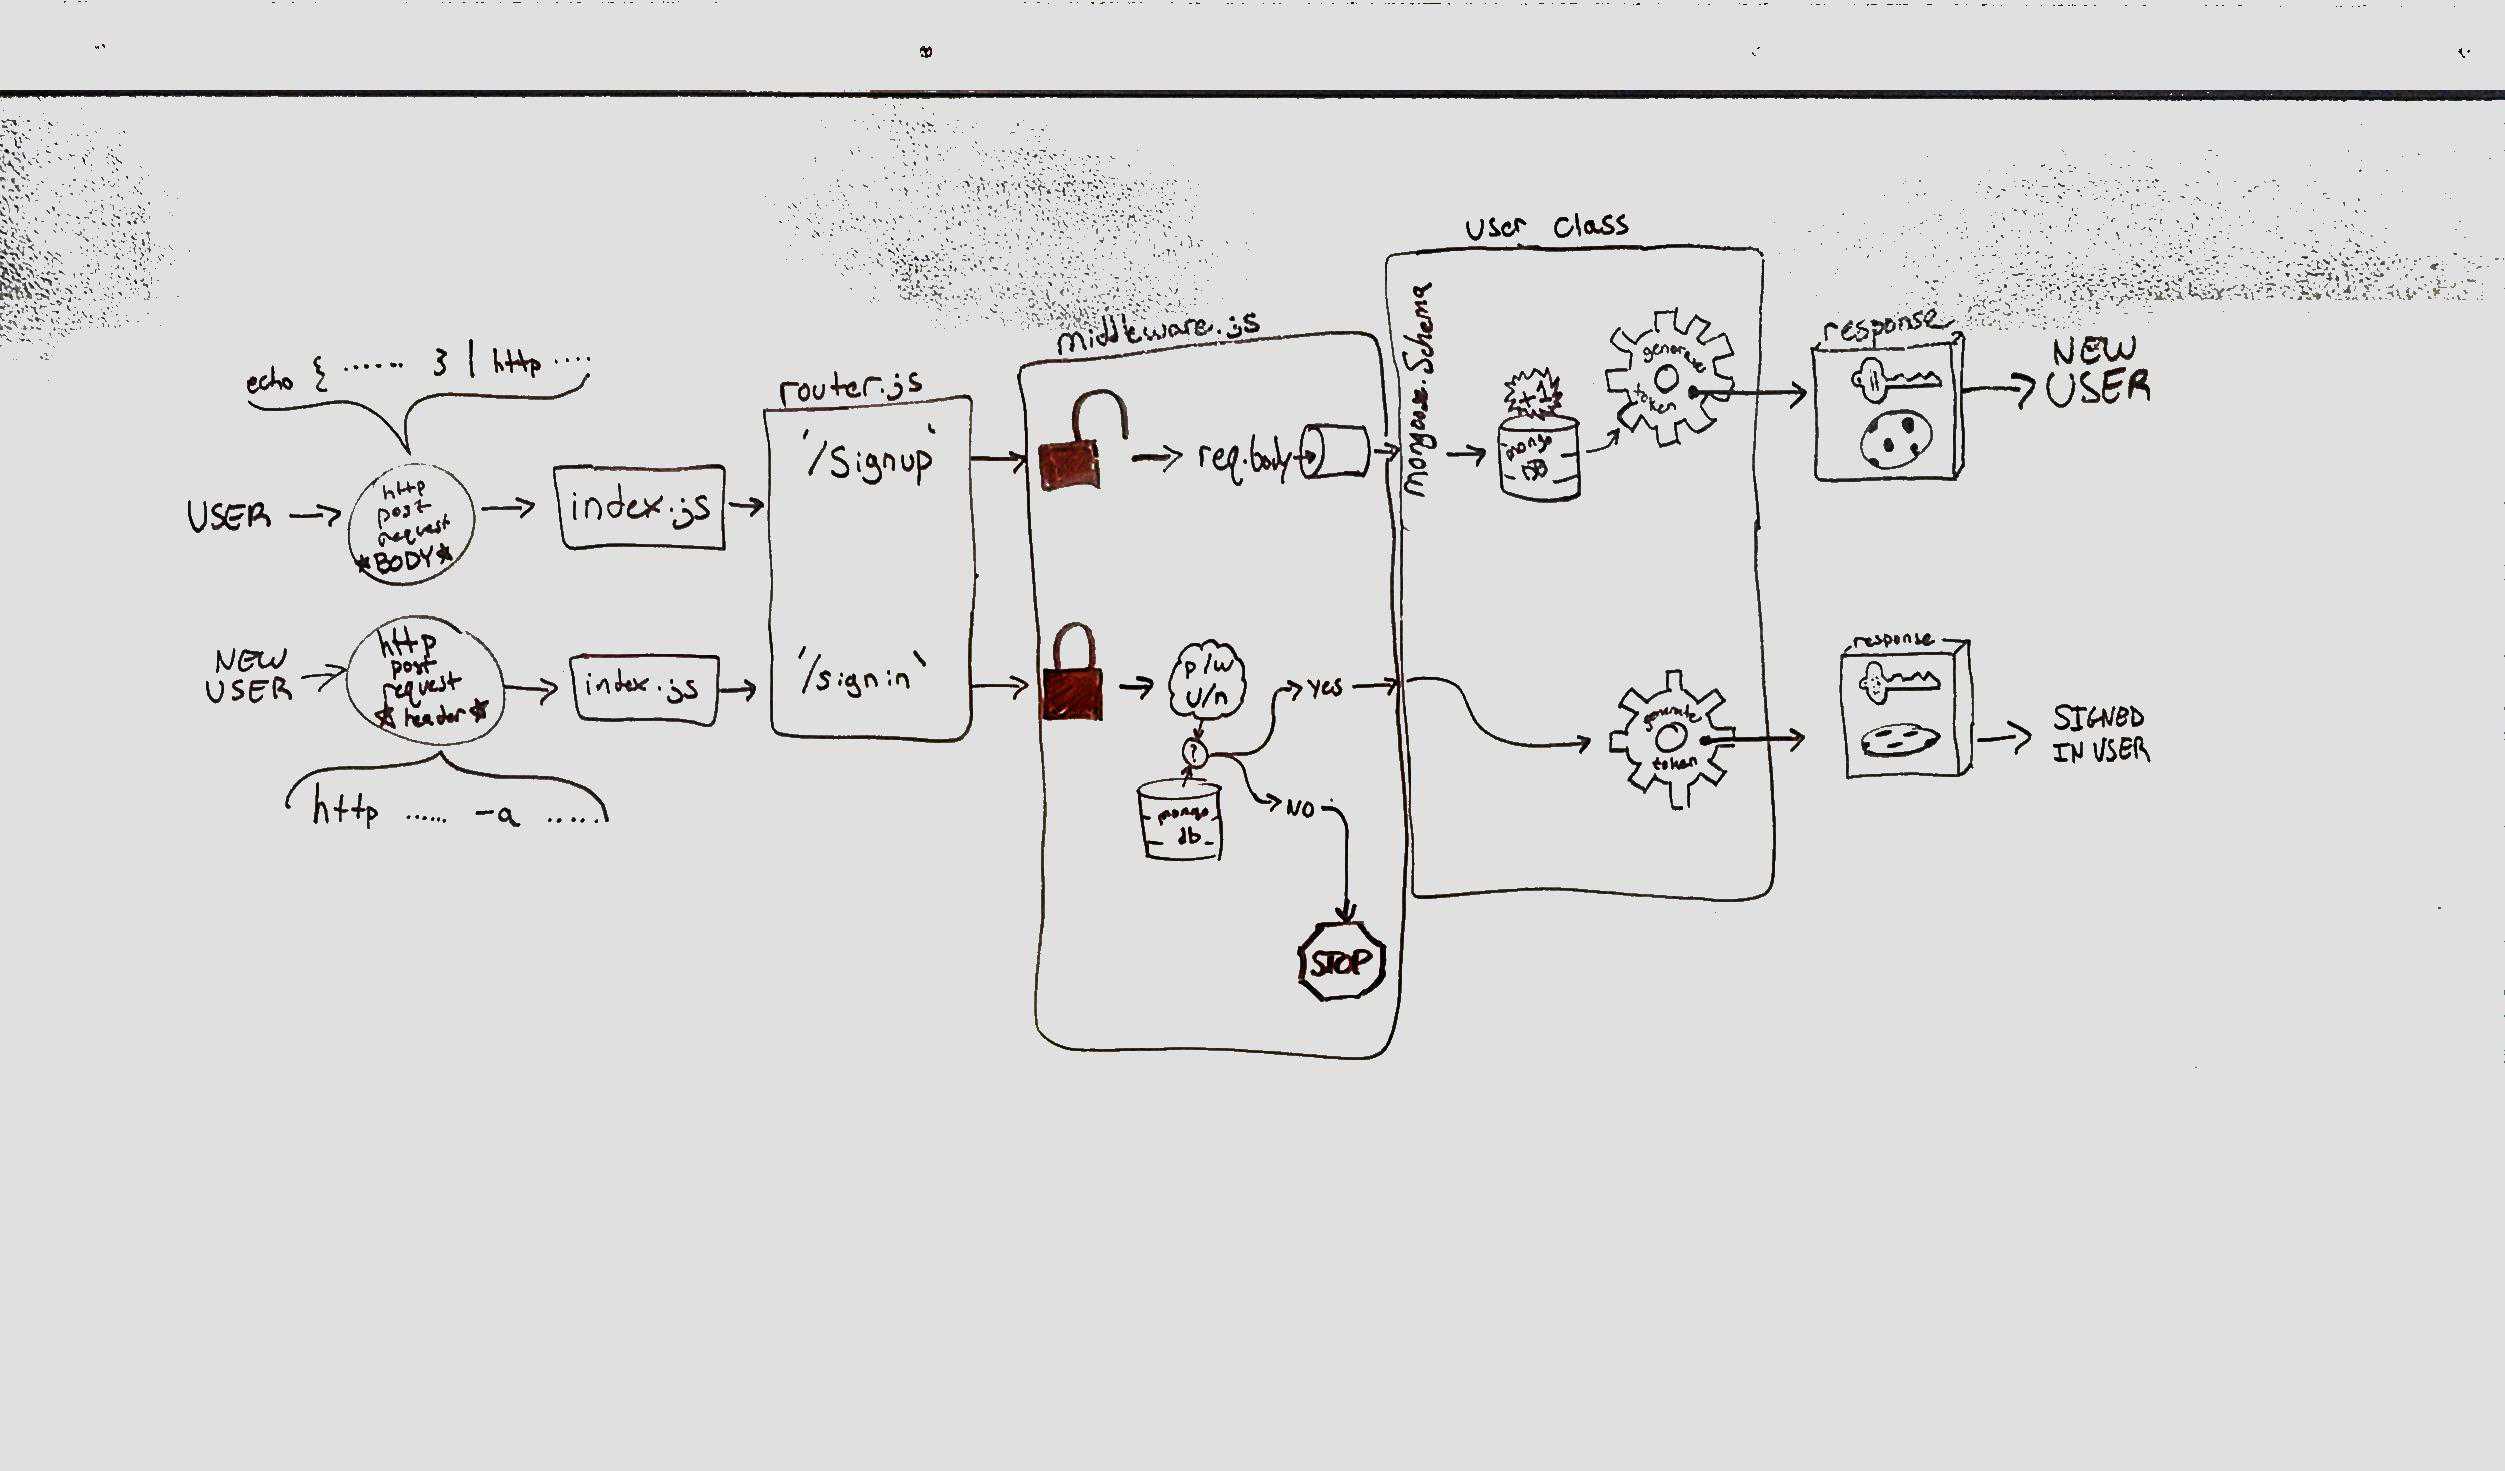 user class
mongoose.Schema
middleware.js
response
NEW
USER
echo { ...... } | http ....
router.js
'/signup'
+1
mongo
DB
generate
token
req.body
USER
http
post
request
*BODY*
index.js
NEW
USER
http
post
request
*header*
index.js
'/signin'
p/w
u/n
?
yes
NO
mongo
db
STOP
generate
token
response
SIGNED
IN USER
http ...... -a .....